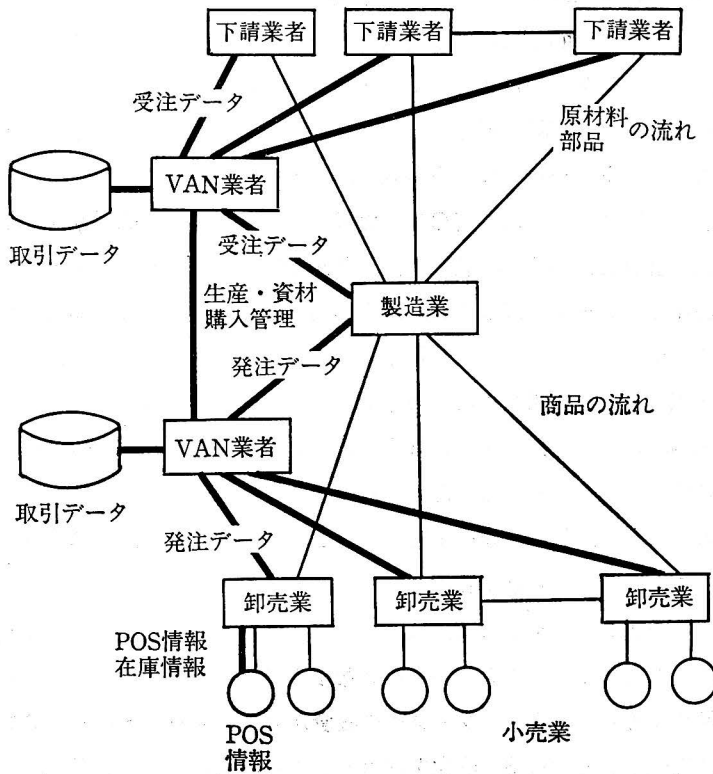 下請業者
下請業者
下請業者
受注データ
原材料
部品
の流れ
VAN業者
取引データ
受注データ
生産・資材
購入管理
製造業
発注データ
商品の流れ
VAN業者
取引データ
発注データ
卸売業
卸売業
卸売業
POS情報
在庫情報
POS
情報
小売業